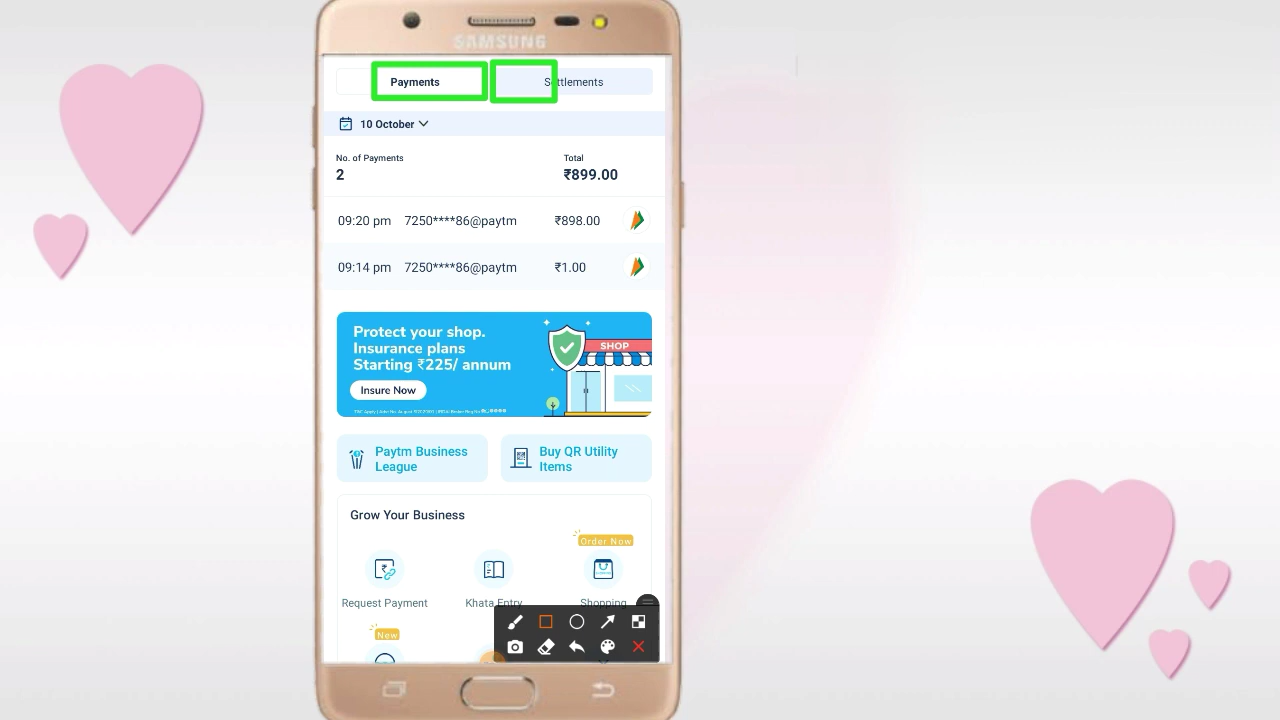 SAMSUNG
Payments
Settlements
10 October
No. of Payments
Total
2
₹899.00
09:20 pm 7250****86@paytm ₹898.00
09:14 pm 7250****86@paytm ₹1.00
Protect your shop.
Insurance plans
Starting ₹225/ annum
SHOP
Insure Now
Paytm Business
League
Buy QR Utility
Items
Grow Your Business
Order Now
Request Payment
Khata Entry
Shopping
New